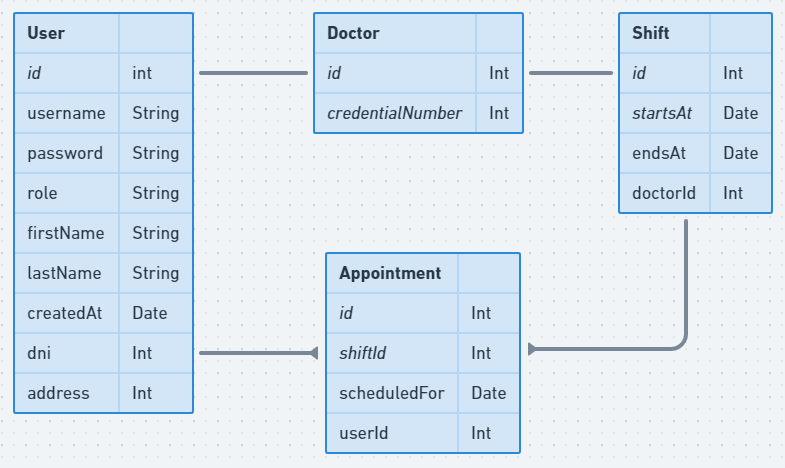 User
id int
username String
password String
role String
firstName String
lastName String
createdAt Date
dni Int
address Int
Doctor
id Int
credentialNumber Int
Shift
id Int
startsAt Date
endsAt Date
doctorId Int
Appointment
id Int
shiftId Int
scheduledFor Date
userId Int